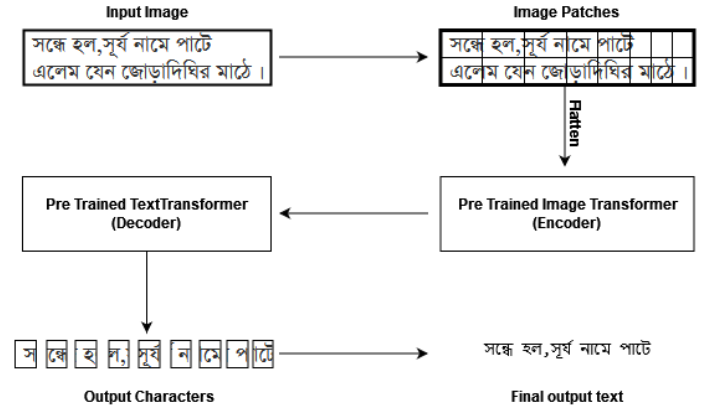 Input Image
সন্ধে হল,সূর্য নামে পাটে
এলেম যেন জোড়াদিঘির মাঠে ।
Image Patches
সন্ধে হল,সূর্য নামে পাটে
এলেম যেন জোড়াদিঘির মাঠে ।
Flatten
Pre Trained TextTransformer
(Decoder)
Pre Trained Image Transformer
(Encoder)
স ন্ধে হ ল, সূর্য ন মে প াটে
Output Characters
সন্ধে হল,সূর্য নামে পাটে
Final output text